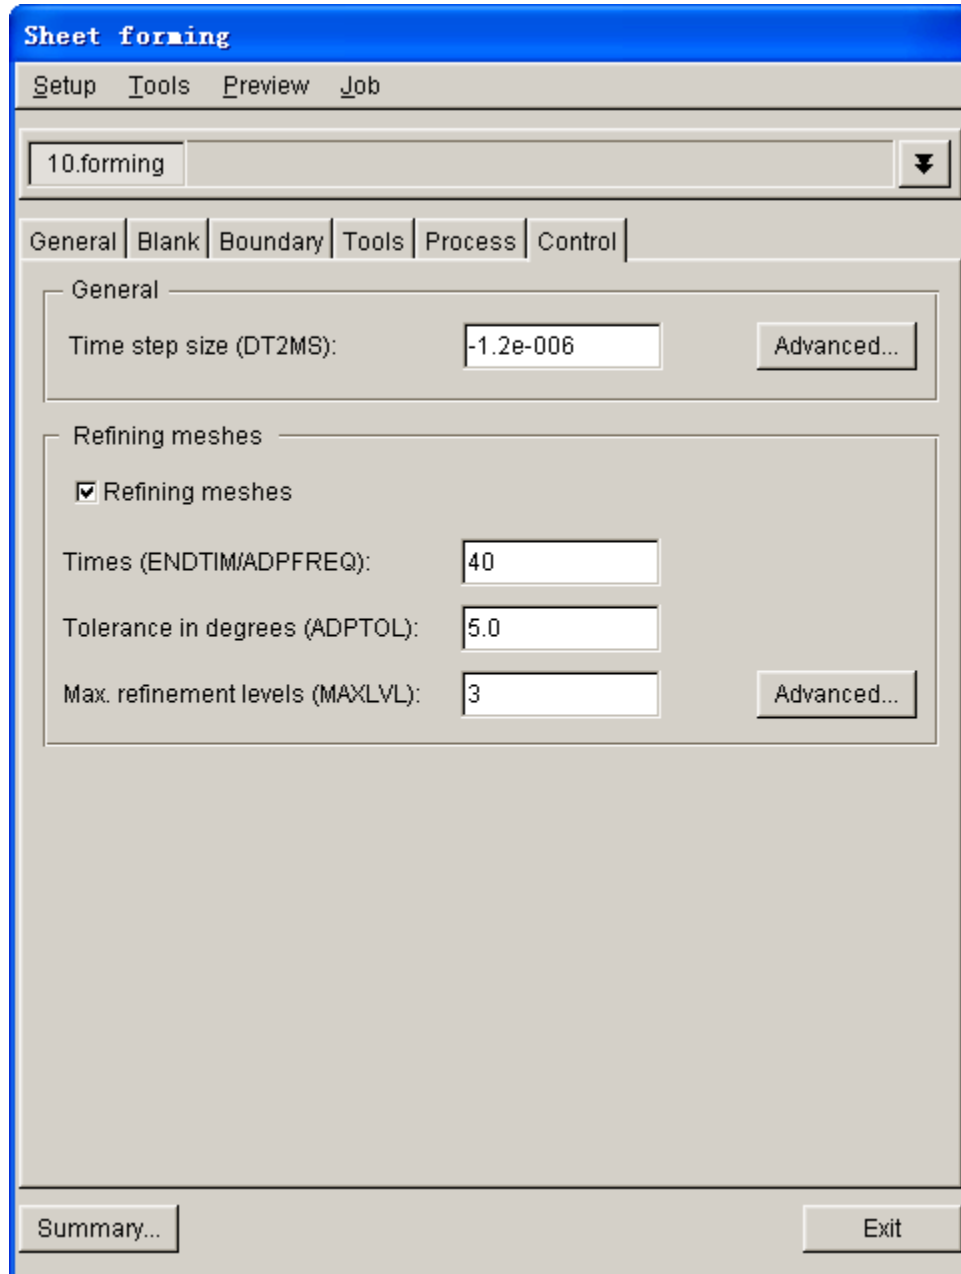 Sheet forming
Setup Tools Preview Job
10.forming
General Blank Boundary Tools Process Control
General
Time step size (DT2MS): -1.2e-006 Advanced...
Refining meshes
Refining meshes
Times (ENDTIM/ADPFREQ): 40
Tolerance in degrees (ADPTOL): 5.0
Max. refinement levels (MAXLVL): 3 Advanced...
Summary... Exit